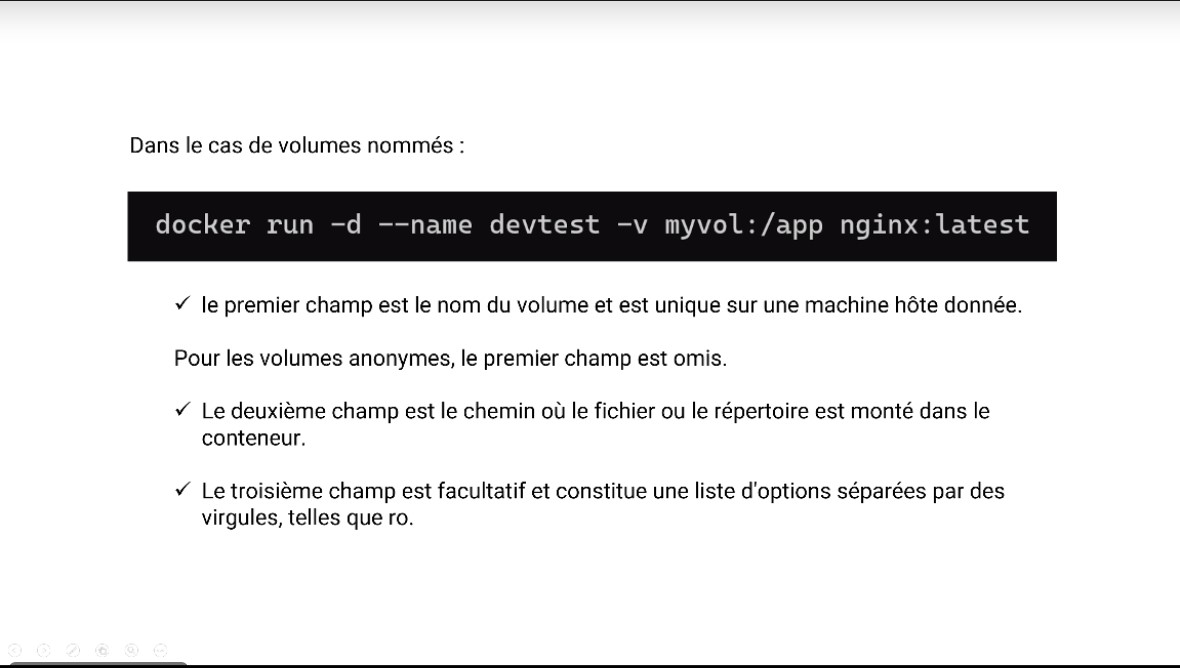 Dans le cas de volumes nommés :
docker run -d --name devtest -v myvol:/app nginx:latest
✓ le premier champ est le nom du volume et est unique sur une machine hôte donnée.
Pour les volumes anonymes, le premier champ est omis.
✓ Le deuxième champ est le chemin où le fichier ou le répertoire est monté dans le
conteneur.
✓ Le troisième champ est facultatif et constitue une liste d'options séparées par des
virgules, telles que ro.